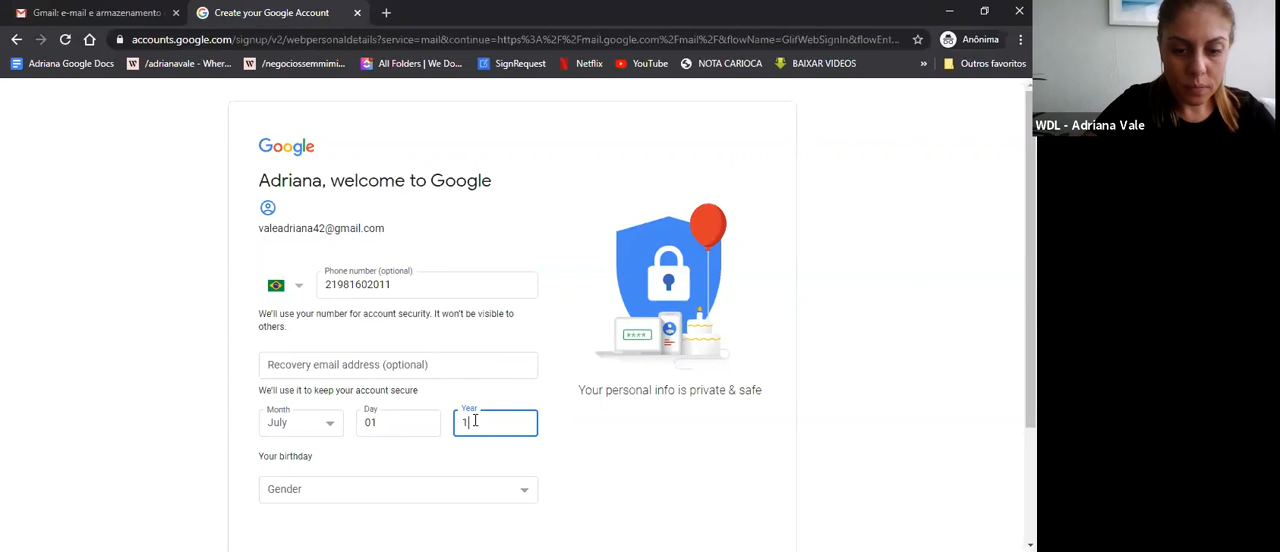 Gmail: e-mail e armazenamento
Create your Google Account
accounts.google.com/signup/v2/webpersonaldetails?service=mail&continue=https%3A%2F%2Fmail.google.com%2Fmail%2F&flowName=GlifWebSignIn&flowEnt...
Anônima
Adriana Google Docs
/adrianavale - Wher...
/negociossemmimi...
All Folders | We Do...
SignRequest
Netflix
YouTube
NOTA CARIOCA
BAIXAR VIDEOS
»
Outros favoritos
WDL - Adriana Vale
Google
Adriana, welcome to Google
valeadriana42@gmail.com
Phone number (optional)
21981602011
We'll use your number for account security. It won't be visible to
others.
Recovery email address (optional)
We'll use it to keep your account secure
Month
July
Day
01
Year
1
Your birthday
Gender
****
Your personal info is private & safe